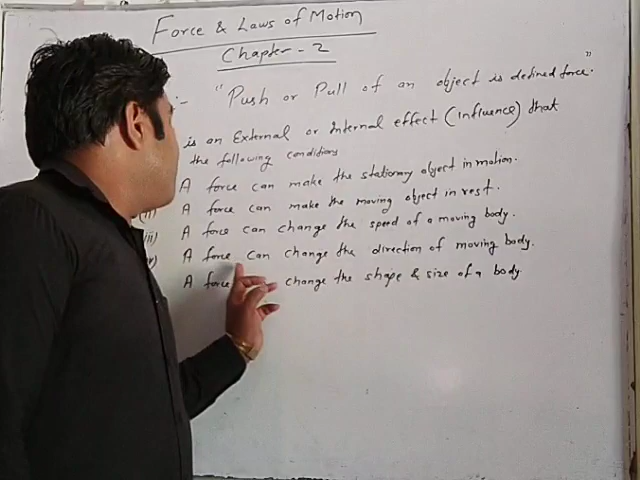 Force & Laws of Motion
Chapter - 2
:- "Push or Pull of an object is defined force."
is an External or internal effect (influence) that
the following conditions
A force can make the stationary object in motion.
(ii) A force can make the moving object in rest.
iii) A force can change the speed of a moving body.
v) A force can change the direction of moving body.
A force change the shape & size of a body